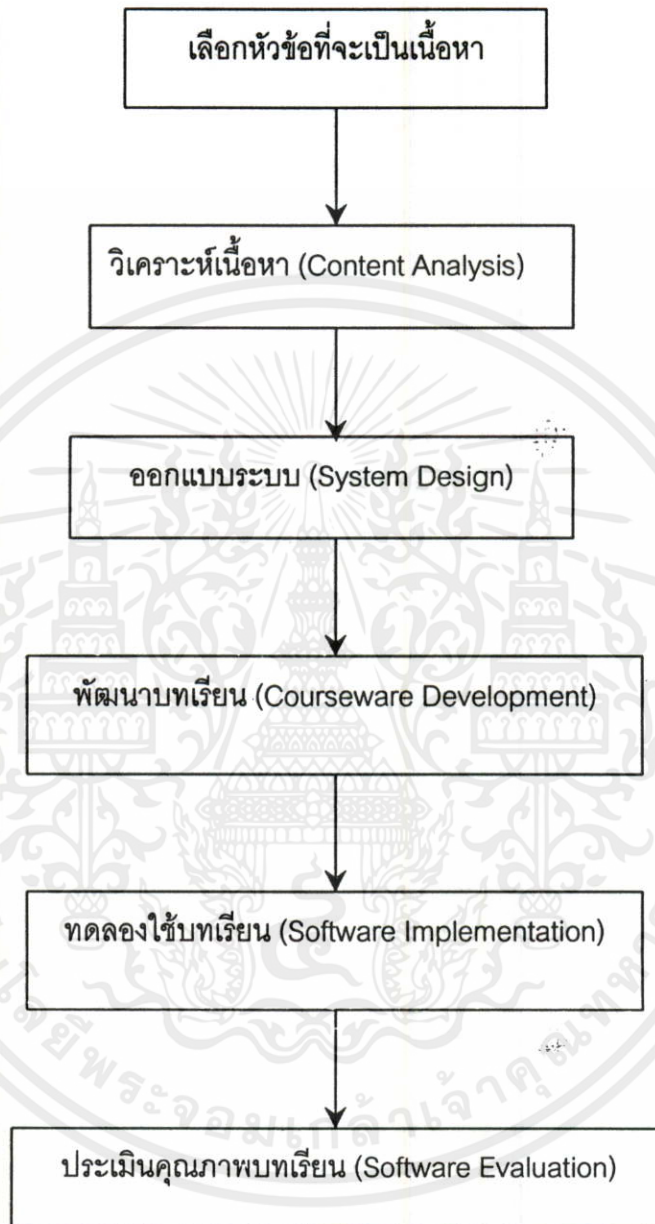 เลือกหัวข้อที่จะเป็นเนื้อหา
วิเคราะห์เนื้อหา (Content Analysis)
ออกแบบระบบ (System Design)
พัฒนาบทเรียน (Courseware Development)
ทดลองใช้บทเรียน (Software Implementation)
ประเมินคุณภาพบทเรียน (Software Evaluation)